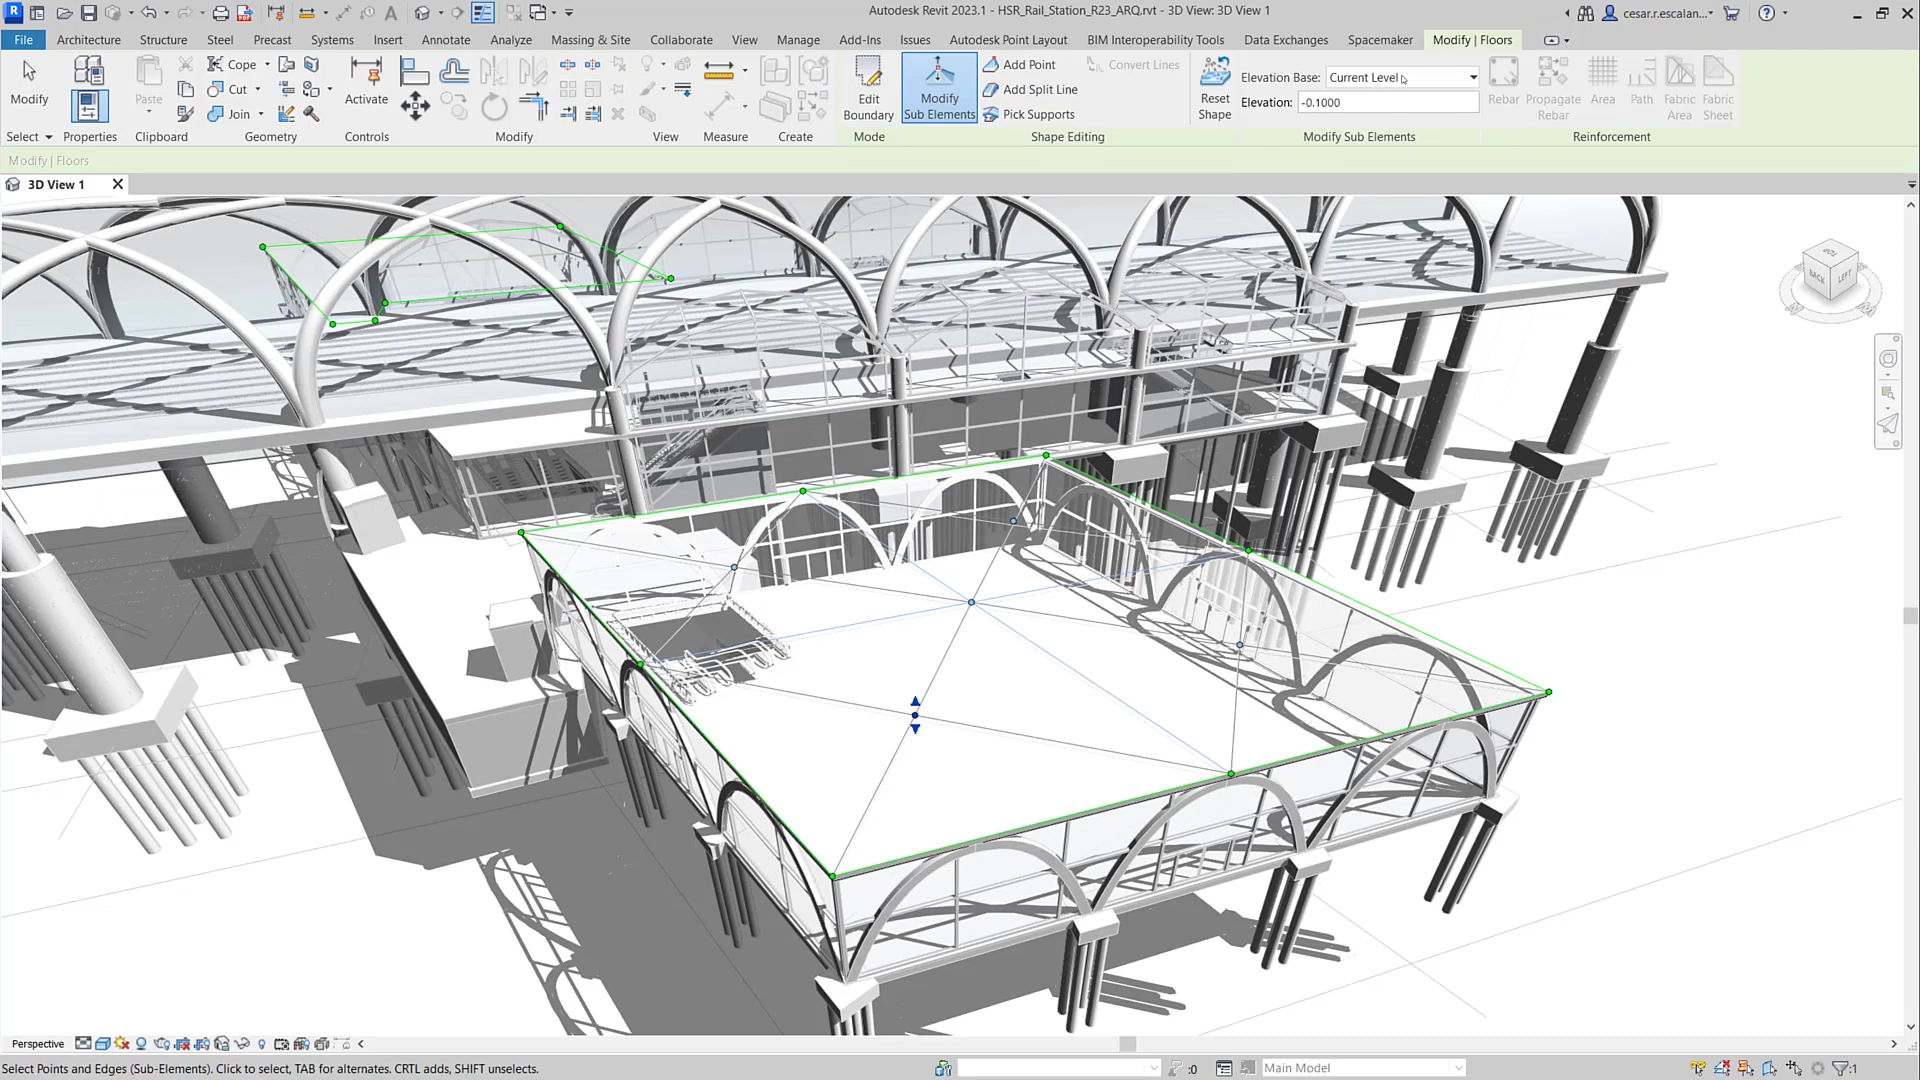 Autodesk Revit 2023.1 - HSR_Rail_Station_R23_ARQ.rvt - 3D View: 3D View 1
cesar.r.escalan...
File Architecture Structure Steel Precast Systems Insert Annotate Analyze Massing & Site Collaborate View Manage Add-Ins Issues Autodesk Point Layout BIM Interoperability Tools Data Exchanges Spacemaker Modify | Floors
Modify
Properties
Paste
Cope
Cut
Join
Activate
Edit
Boundary
Modify
Sub Elements
Add Point
Add Split Line
Pick Supports
Convert Lines
Reset
Shape
Elevation Base: Current Level
Elevation: -0.1000
Rebar
Propagate
Rebar
Area
Path
Fabric
Area
Fabric
Sheet
Select Properties Clipboard Geometry Controls Modify View Measure Create Mode Shape Editing Modify Sub Elements Reinforcement
Modify | Floors
3D View 1
BACK
LEFT
Perspective
Select Points and Edges (Sub-Elements). Click to select, TAB for alternates. CRTL adds, SHIFT unselects.
:0
Main Model
:1